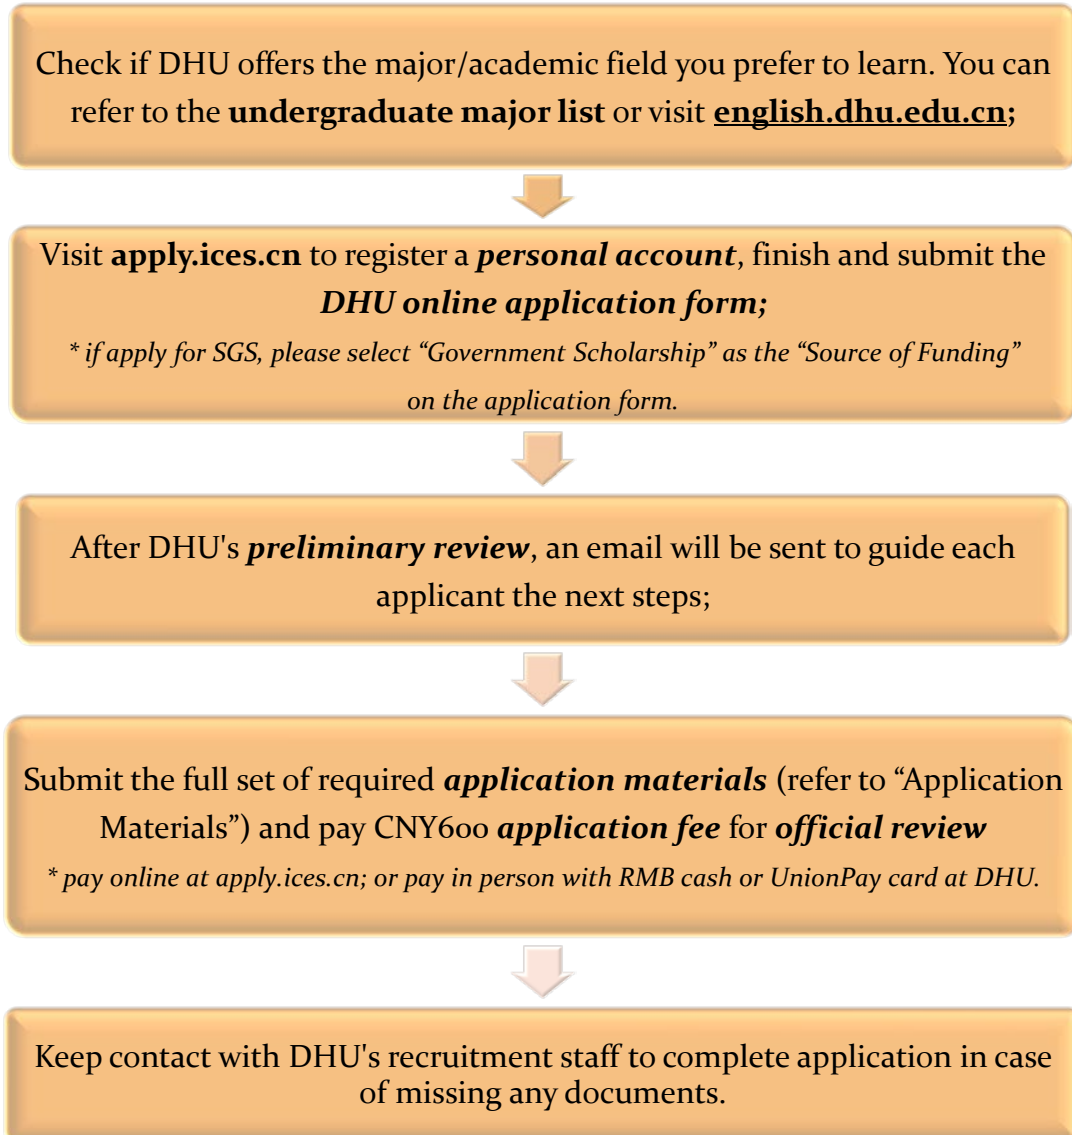 Check if DHU offers the major/academic field you prefer to learn. You can
refer to the undergraduate major list or visit english.dhu.edu.cn;
Visit apply.ices.cn to register a personal account, finish and submit the
DHU online application form;
* if apply for SGS, please select “Government Scholarship” as the “Source of Funding”
on the application form.
After DHU's preliminary review, an email will be sent to guide each
applicant the next steps;
Submit the full set of required application materials (refer to “Application
Materials”) and pay CNY600 application fee for official review
* pay online at apply.ices.cn; or pay in person with RMB cash or UnionPay card at DHU.
Keep contact with DHU's recruitment staff to complete application in case
of missing any documents.